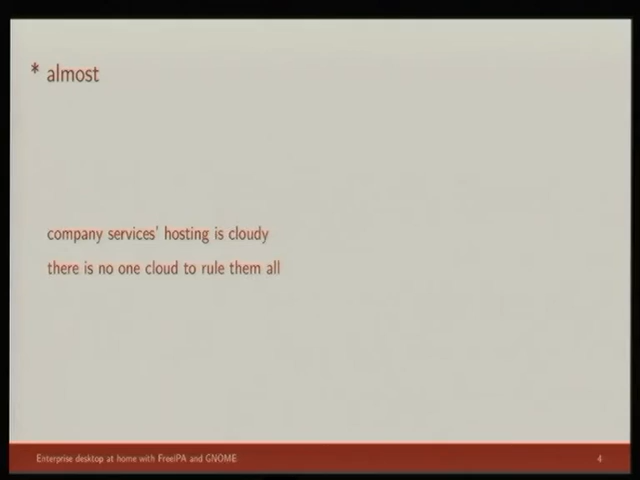 * almost
company services' hosting is cloudy
there is no one cloud to rule them all
Enterprise desktop at home with FreeIPA and GNOME
4